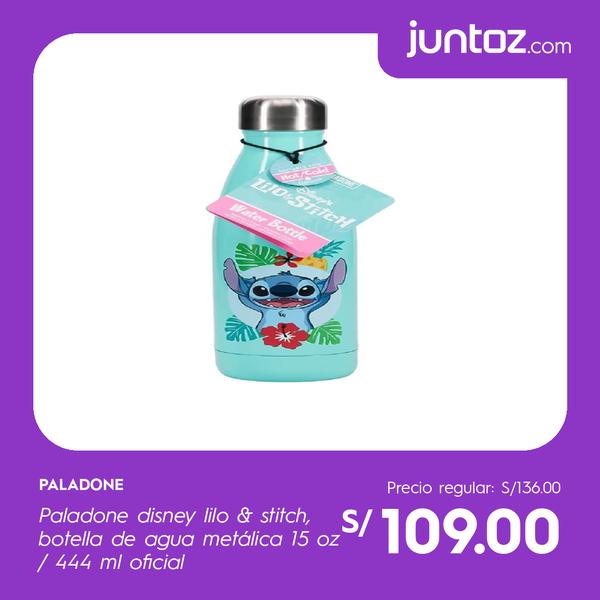 juntoz.com
Hot/Cold
Disney's
LILO & STITCH
Water Bottle
PALADONE
Paladone disney lilo & stitch,
botella de agua metálica 15 oz
/ 444 ml oficial
Precio regular: S/136.00
S/109.00